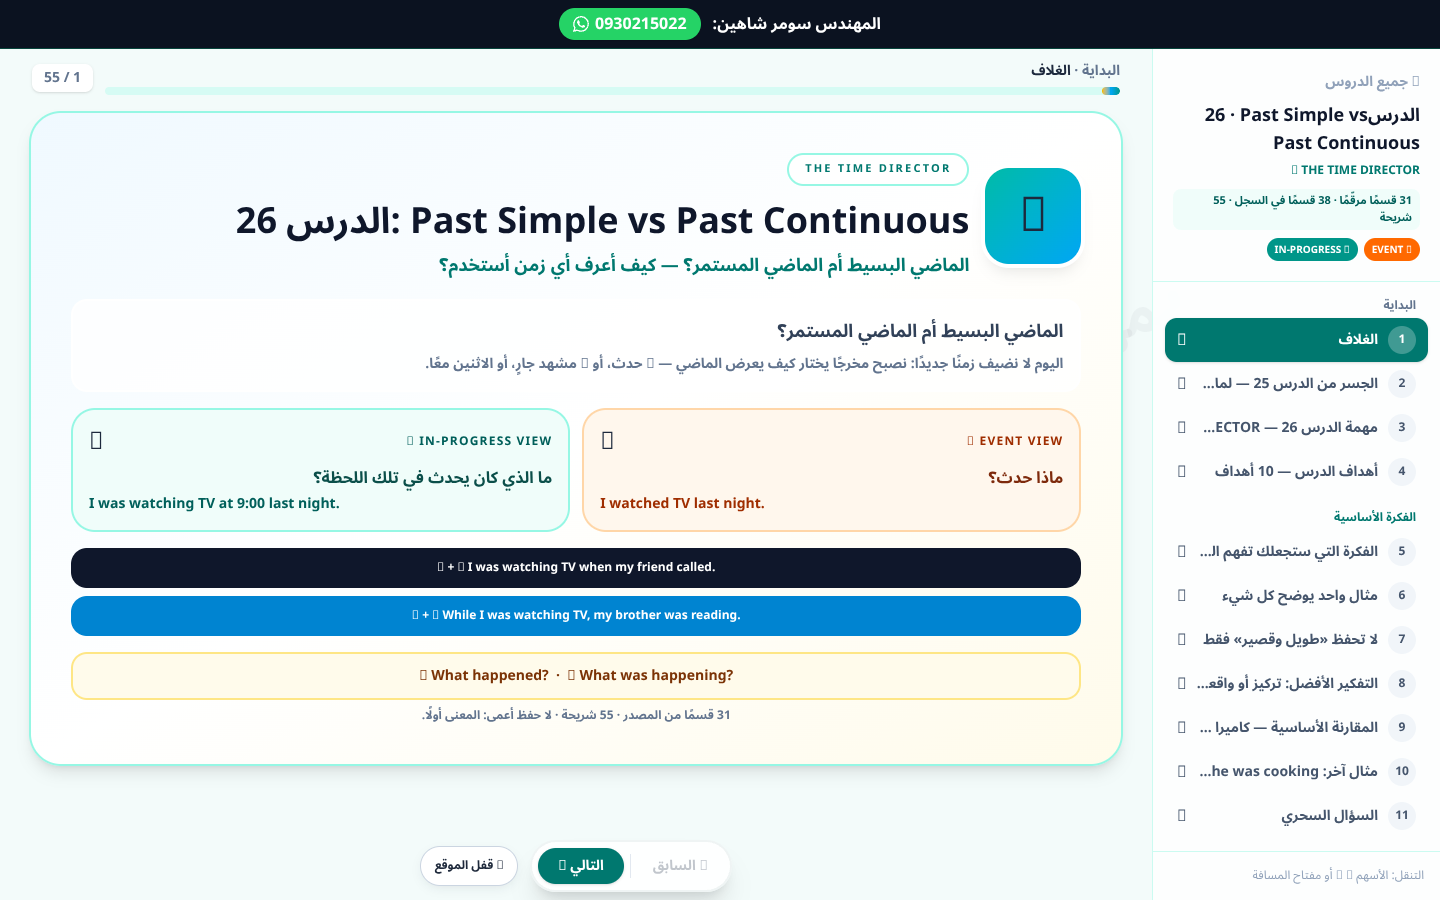 المهندس سومر شاهين: 0930215022
جميع الدروس
الدرس26 · Past Simple vs
Past Continuous
THE TIME DIRECTOR
31 قسمًا مرقّمًا · 38 قسمًا في السجل · 55
شريحة
EVENT
IN-PROGRESS
البداية
1 الغلاف
2 الجسر من الدرس 25 — لما...
3 مهمة الدرس 26 — ECTOR...
4 أهداف الدرس — 10 أهداف
الفكرة الأساسية
5 الفكرة التي ستجعلك تفهم الـ...
6 مثال واحد يوضح كل شيء
7 لا تحفظ «طويل وقصير» فقط
8 التفكير الأفضل: تركيز أو واقعـ...
9 المقارنة الأساسية — كاميرا ...
10 مثال آخر: he was cooking...
11 السؤال السحري
التنقل: الأسهم أو مفتاح المسافة
البداية · الغلاف
55 / 1
THE TIME DIRECTOR
الدرس 26: Past Simple vs Past Continuous
الماضي البسيط أم الماضي المستمر؟ — كيف أعرف أي زمن أستخدم؟
الماضي البسيط أم الماضي المستمر؟
اليوم لا نضيف زمنًا جديدًا: نصبح مخرجًا يختار كيف يعرض الماضي — حدث، أو مشهد جارٍ، أو الاثنين معًا.
EVENT VIEW
ماذا حدث؟
I watched TV last night.
IN-PROGRESS VIEW
ما الذي كان يحدث في تلك اللحظة؟
I was watching TV at 9:00 last night.
+ I was watching TV when my friend called.
+ While I was watching TV, my brother was reading.
What happened? · What was happening?
31 قسمًا من المصدر · 55 شريحة · لا حفظ أعمى: المعنى أولًا.
السابق
التالي
قفل الموقع